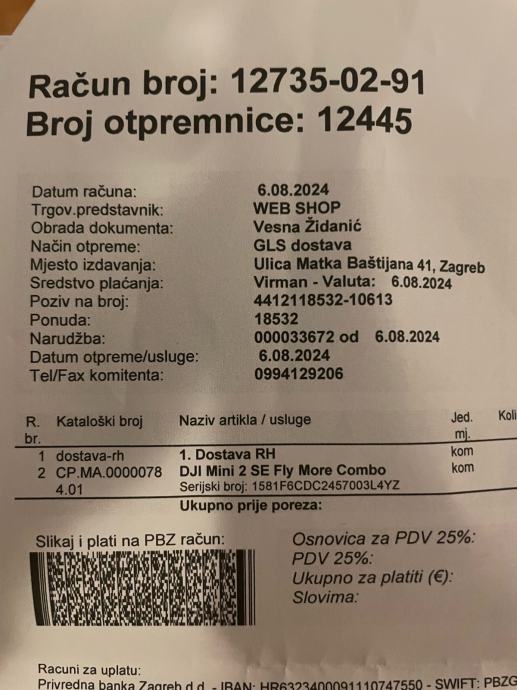 Račun broj: 12735-02-91
Broj otpremnice: 12445
Datum računa: 6.08.2024
Trgov.predstavnik: WEB SHOP
Obrada dokumenta: Vesna Židanić
Način otpreme: GLS dostava
Mjesto izdavanja: Ulica Matka Baštijana 41, Zagreb
Sredstvo plaćanja: Virman - Valuta: 6.08.2024
Poziv na broj: 4412118532-10613
Ponuda: 18532
Narudžba: 000033672 od 6.08.2024
Datum otpreme/usluge: 6.08.2024
Tel/Fax komitenta: 0994129206
R. br. Kataloški broj Naziv artikla / usluge Jed. mj. Koli
1 dostava-rh 1. Dostava RH kom
2 CP.MA.0000078 DJI Mini 2 SE Fly More Combo kom
4.01 Serijski broj: 1581F6CDC2457003L4YZ
Ukupno prije poreza:
Slikaj i plati na PBZ račun:
Osnovica za PDV 25%:
PDV 25%:
Ukupno za platiti (€):
Slovima:
Racuni za uplatu:
Privredna banka Zagreb d.d. - IBAN: HR6323400091110747550 - SWIFT: PBZG